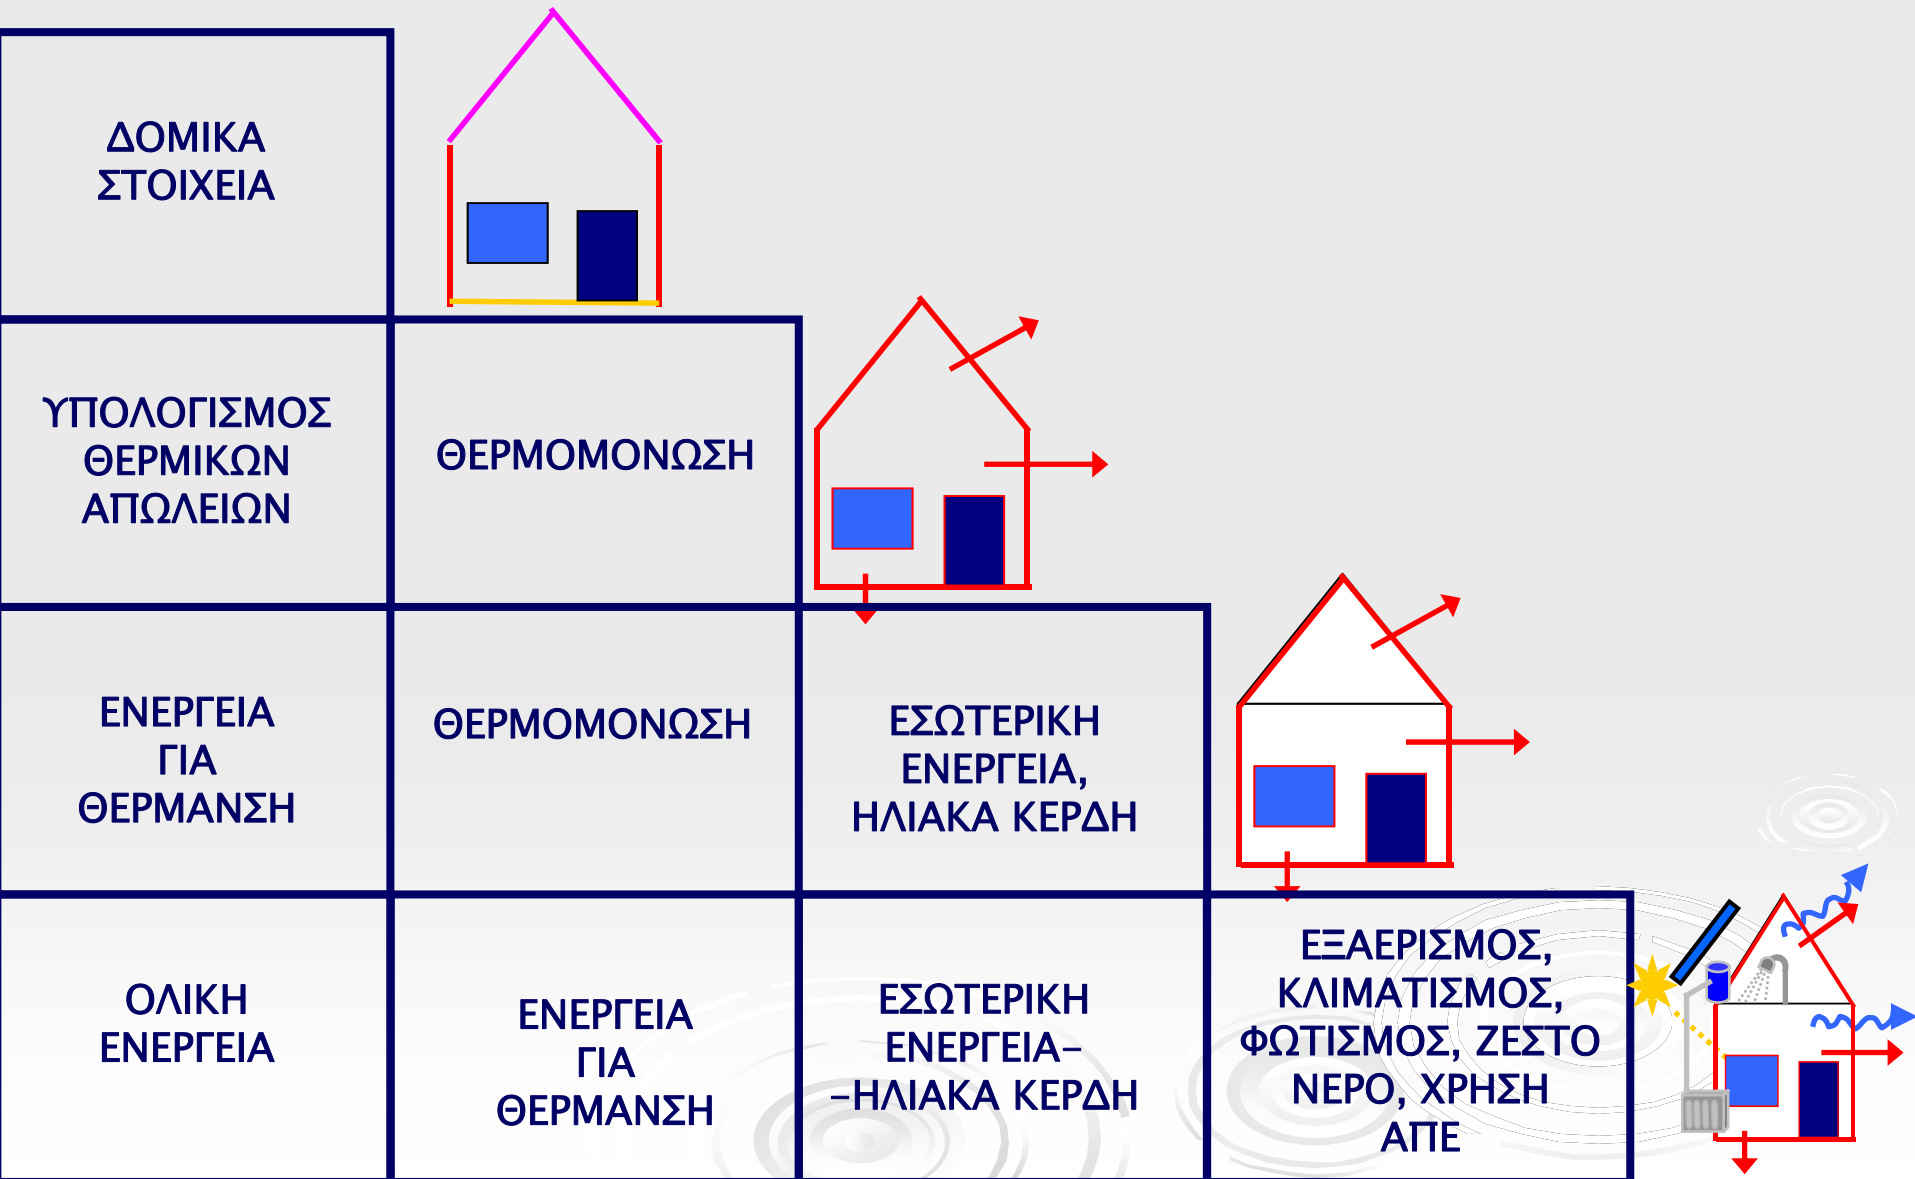 ΔΟΜΙΚΑ
ΣΤΟΙΧΕΙΑ
ΥΠΟΛΟΓΙΣΜΟΣ
ΘΕΡΜΙΚΩΝ
ΑΠΩΛΕΙΩΝ
ΘΕΡΜΟΜΟΝΩΣΗ
ΕΝΕΡΓΕΙΑ
ΓΙΑ
ΘΕΡΜΑΝΣΗ
ΘΕΡΜΟΜΟΝΩΣΗ
ΕΣΩΤΕΡΙΚΗ
ΕΝΕΡΓΕΙΑ,
ΗΛΙΑΚΑ ΚΕΡΔΗ
ΟΛΙΚΗ
ΕΝΕΡΓΕΙΑ
ΕΝΕΡΓΕΙΑ
ΓΙΑ
ΘΕΡΜΑΝΣΗ
ΕΣΩΤΕΡΙΚΗ
ΕΝΕΡΓΕΙΑ–
–ΗΛΙΑΚΑ ΚΕΡΔΗ
ΕΞΑΕΡΙΣΜΟΣ,
ΚΛΙΜΑΤΙΣΜΟΣ,
ΦΩΤΙΣΜΟΣ, ΖΕΣΤΟ
ΝΕΡΟ, ΧΡΗΣΗ
ΑΠΕ